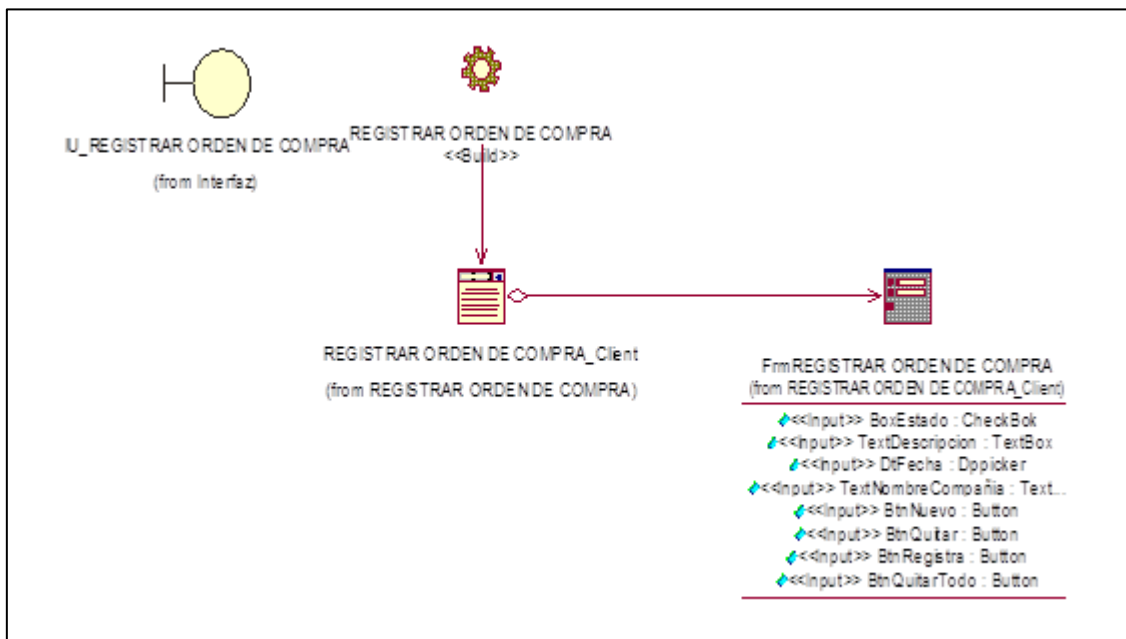 IU_REGISTRAR ORDEN DE COMPRA
(from Interfaz)
REGISTRAR ORDEN DE COMPRA
<<Build>>
REGISTRAR ORDEN DE COMPRA_Client
(from REGISTRAR ORDEN DE COMPRA)
FrmREGISTRAR ORDEN DE COMPRA
(from REGISTRAR ORDEN DE COMPRA_Client)
<<Input>> BoxEstado : CheckBok
<<Input>> TextDescripcion : TextBox
<<Input>> DtFecha : Dppicker
<<Input>> TextNombreCompañia : Text...
<<Input>> BtnNuevo : Button
<<Input>> BtnQuitar : Button
<<Input>> BtnRegistra : Button
<<Input>> BtnQuitarTodo : Button